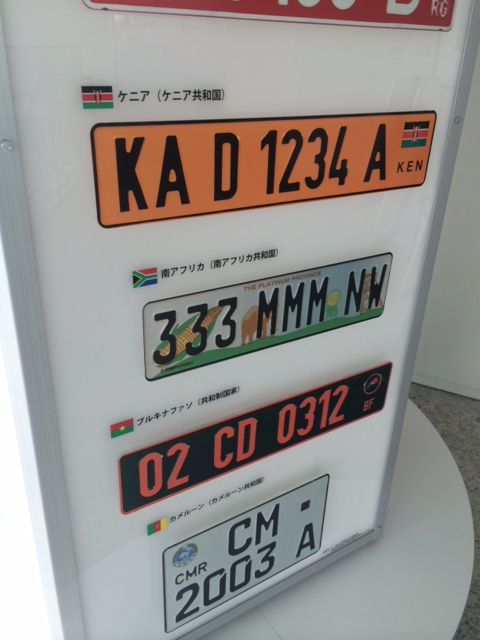 RG
ケニア（ケニア共和国）
KA D 1234 A
KEN
南アフリカ（南アフリカ共和国）
THE PLATINUM PROVINCE
333 MMM NW
ブルキナファソ（共和制国家）
02 CD 0312
BF
カメルーン（カメルーン共和国）
CM
CMR
2003 A